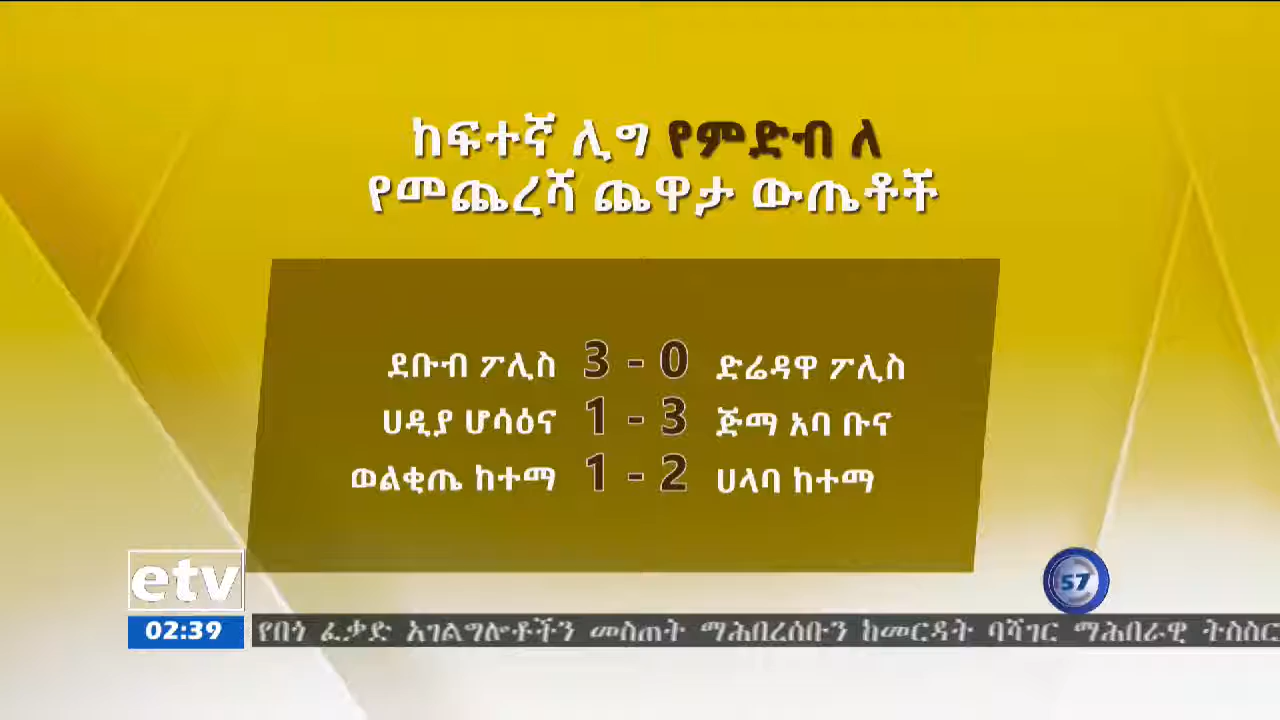 ከፍተኛ ሊግ የምድብ ለ
የመጨረሻ ጨዋታ ውጤቶች
ደቡብ ፖሊስ 3 - 0 ድሬዳዋ ፖሊስ
ሀዲያ ሆሳዕና 1 - 3 ጅማ አባ ቡና
ወልቂጤ ከተማ 1 - 2 ሀላባ ከተማ
etv
57
02:39 የበጎ ፈቃድ አገልግሎቶችን መስጠት ማሕበረሰቡን ከመርዳት ባሻገር ማሕበራዊ ትስስር